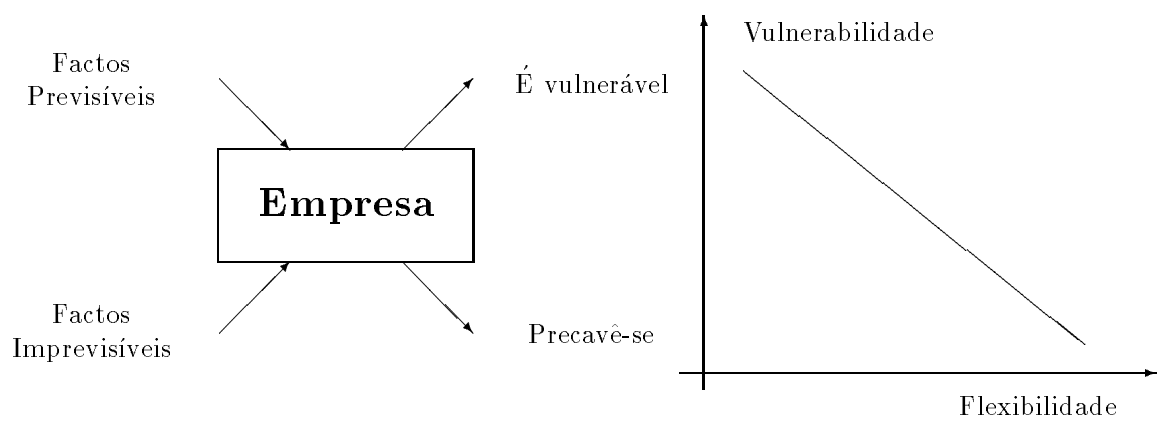 Factos
Previsíveis
Empresa
Factos
Imprevisíveis
É vulnerável
Precavê-se
Vulnerabilidade
Flexibilidade